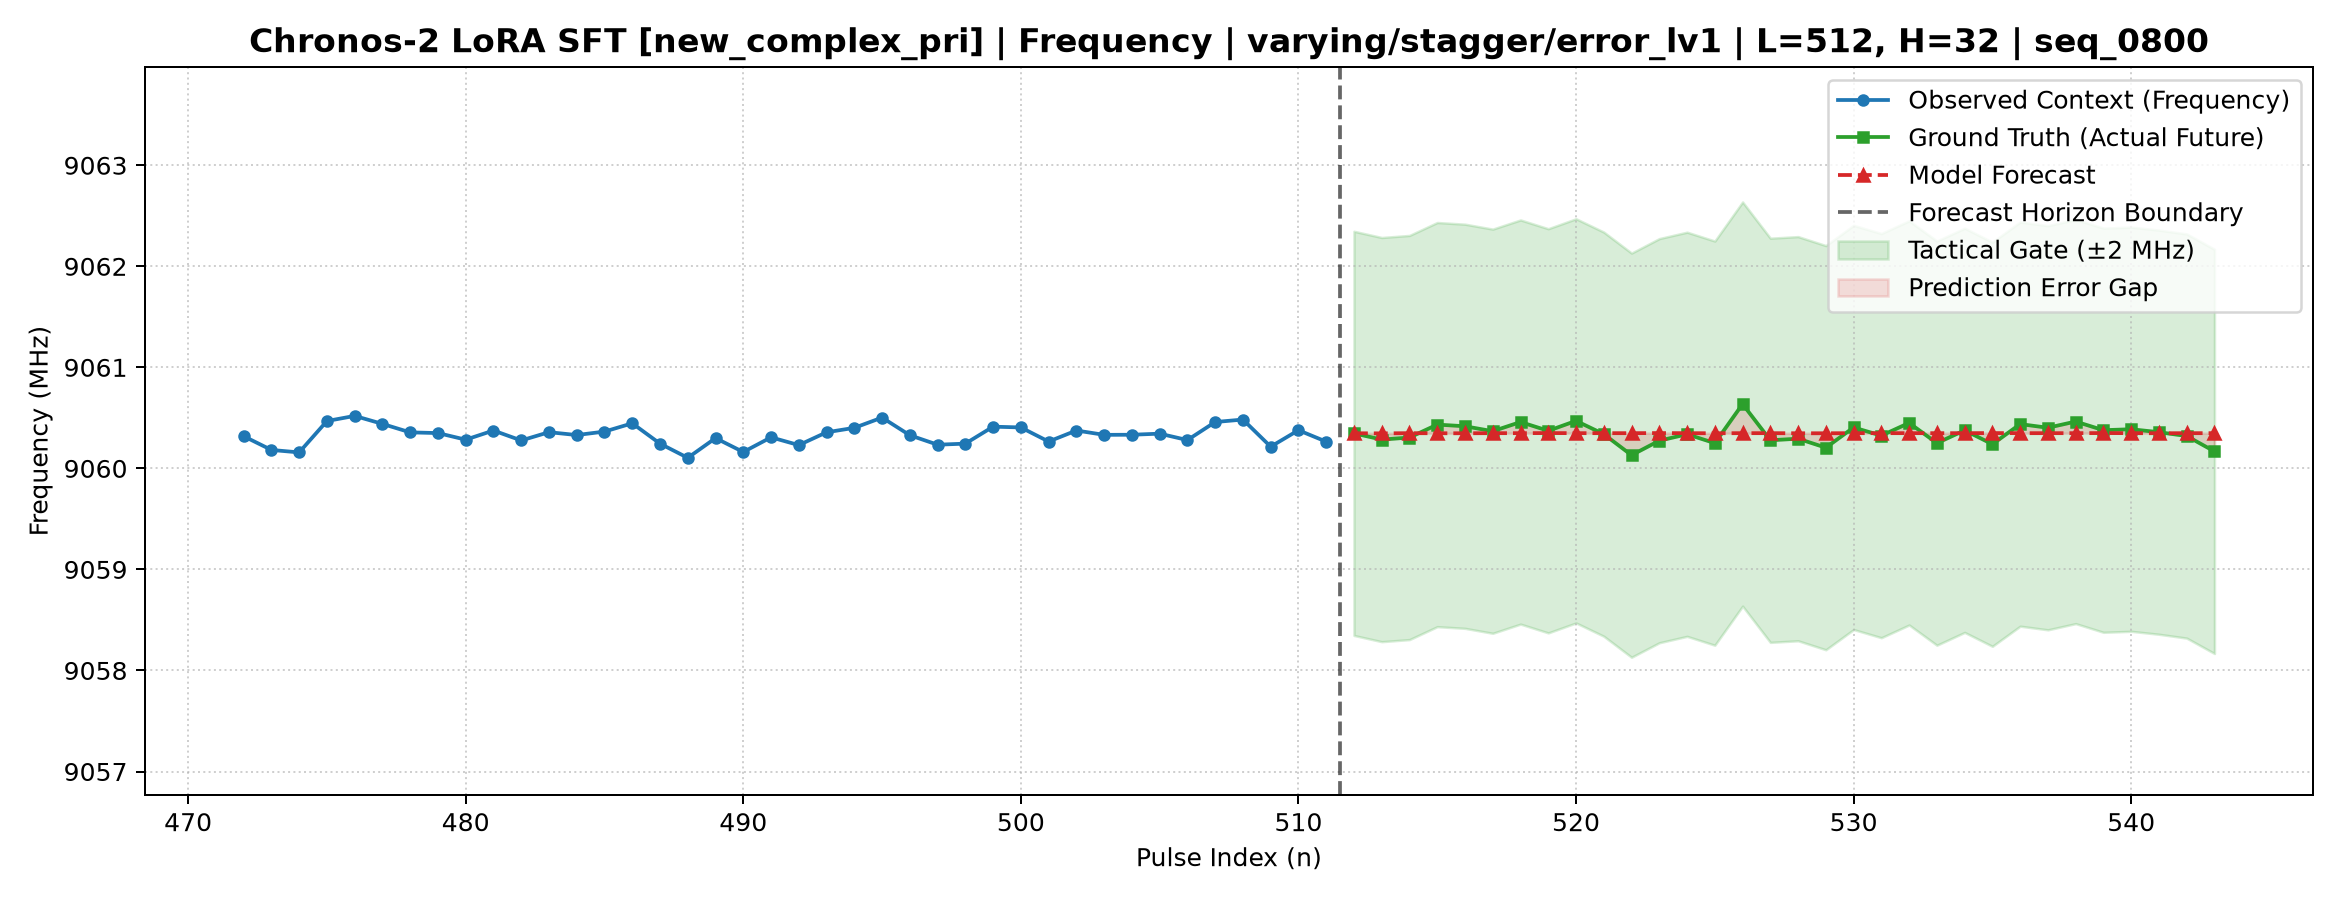 Chronos-2 LoRA SFT [new_complex_pri] | Frequency | varying/stagger/error_lv1 | L=512, H=32 | seq_0800
Observed Context (Frequency)
Ground Truth (Actual Future)
Model Forecast
Forecast Horizon Boundary
Tactical Gate (±2 MHz)
Prediction Error Gap
Frequency (MHz)
9063
9062
9061
9060
9059
9058
9057
470 480 490 500 510 520 530 540
Pulse Index (n)